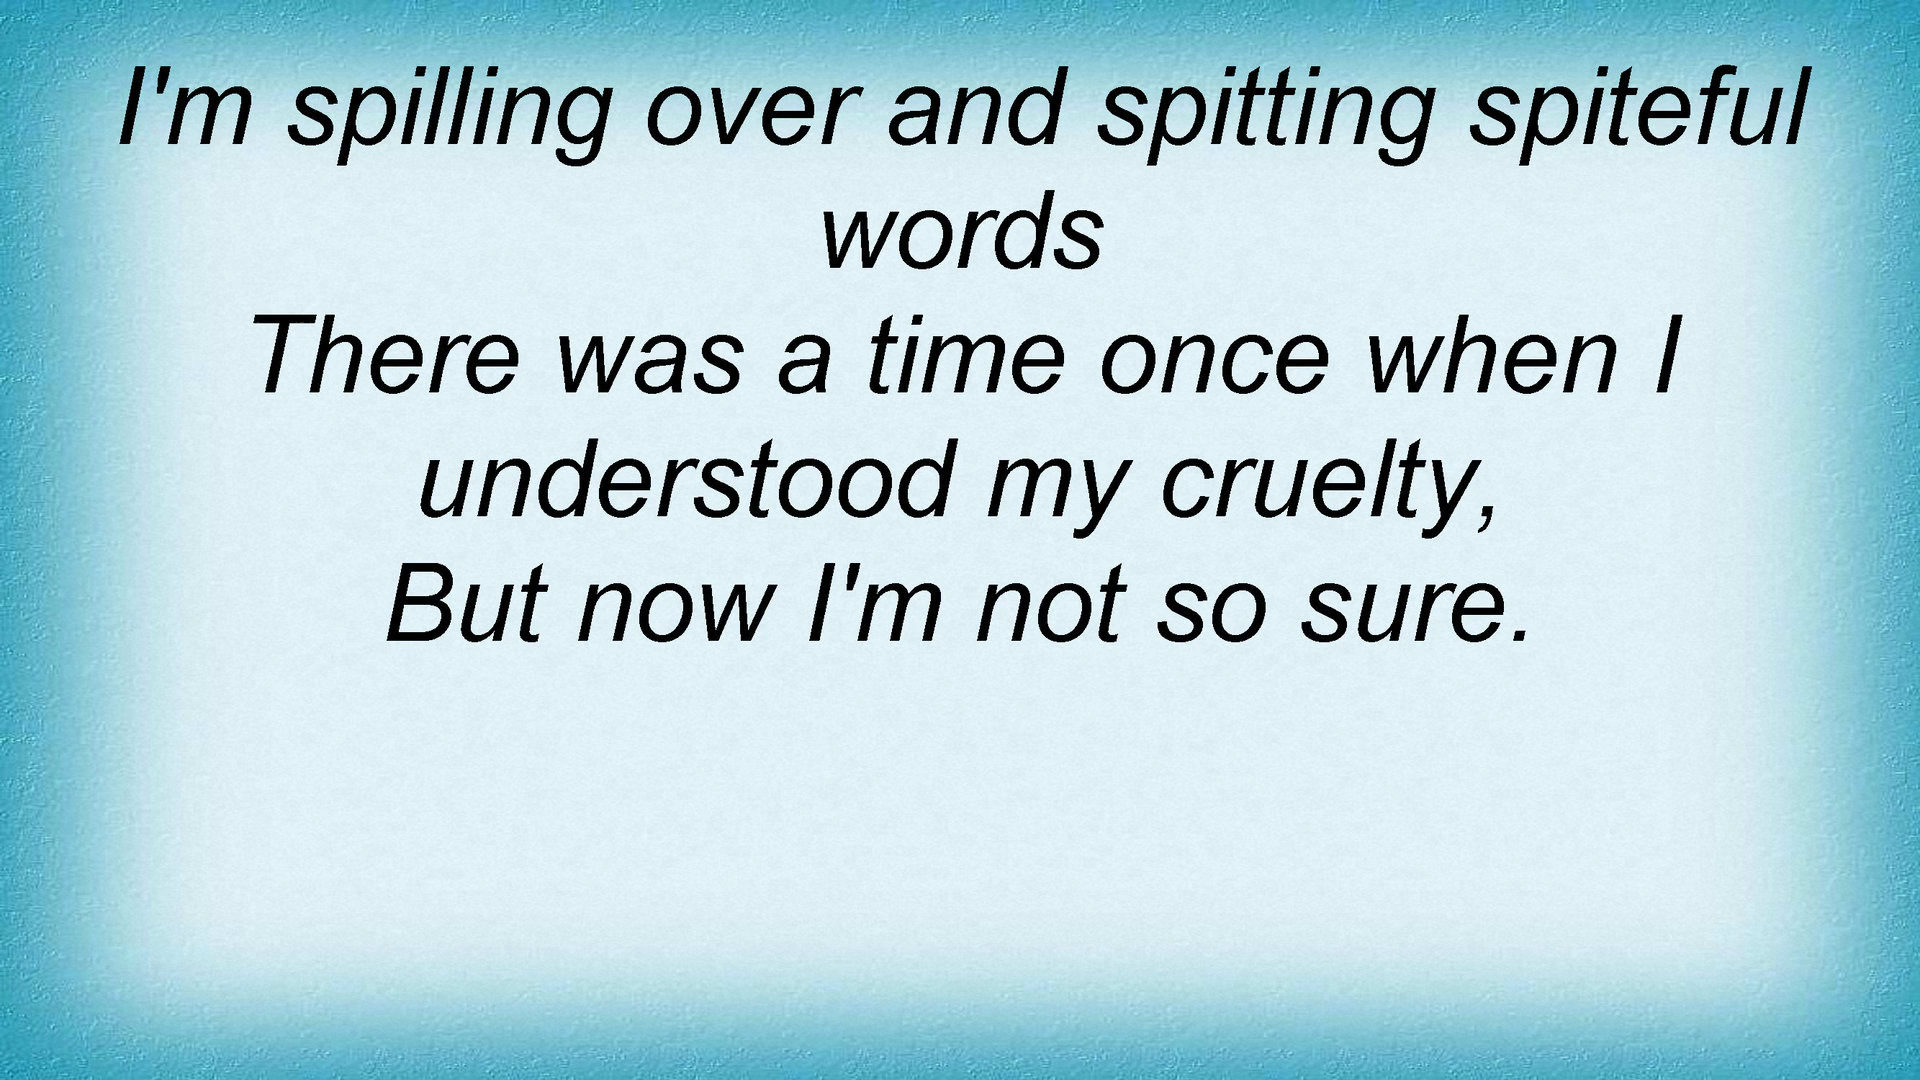 I'm spilling over and spitting spiteful
words
There was a time once when I
understood my cruelty,
But now I'm not so sure.